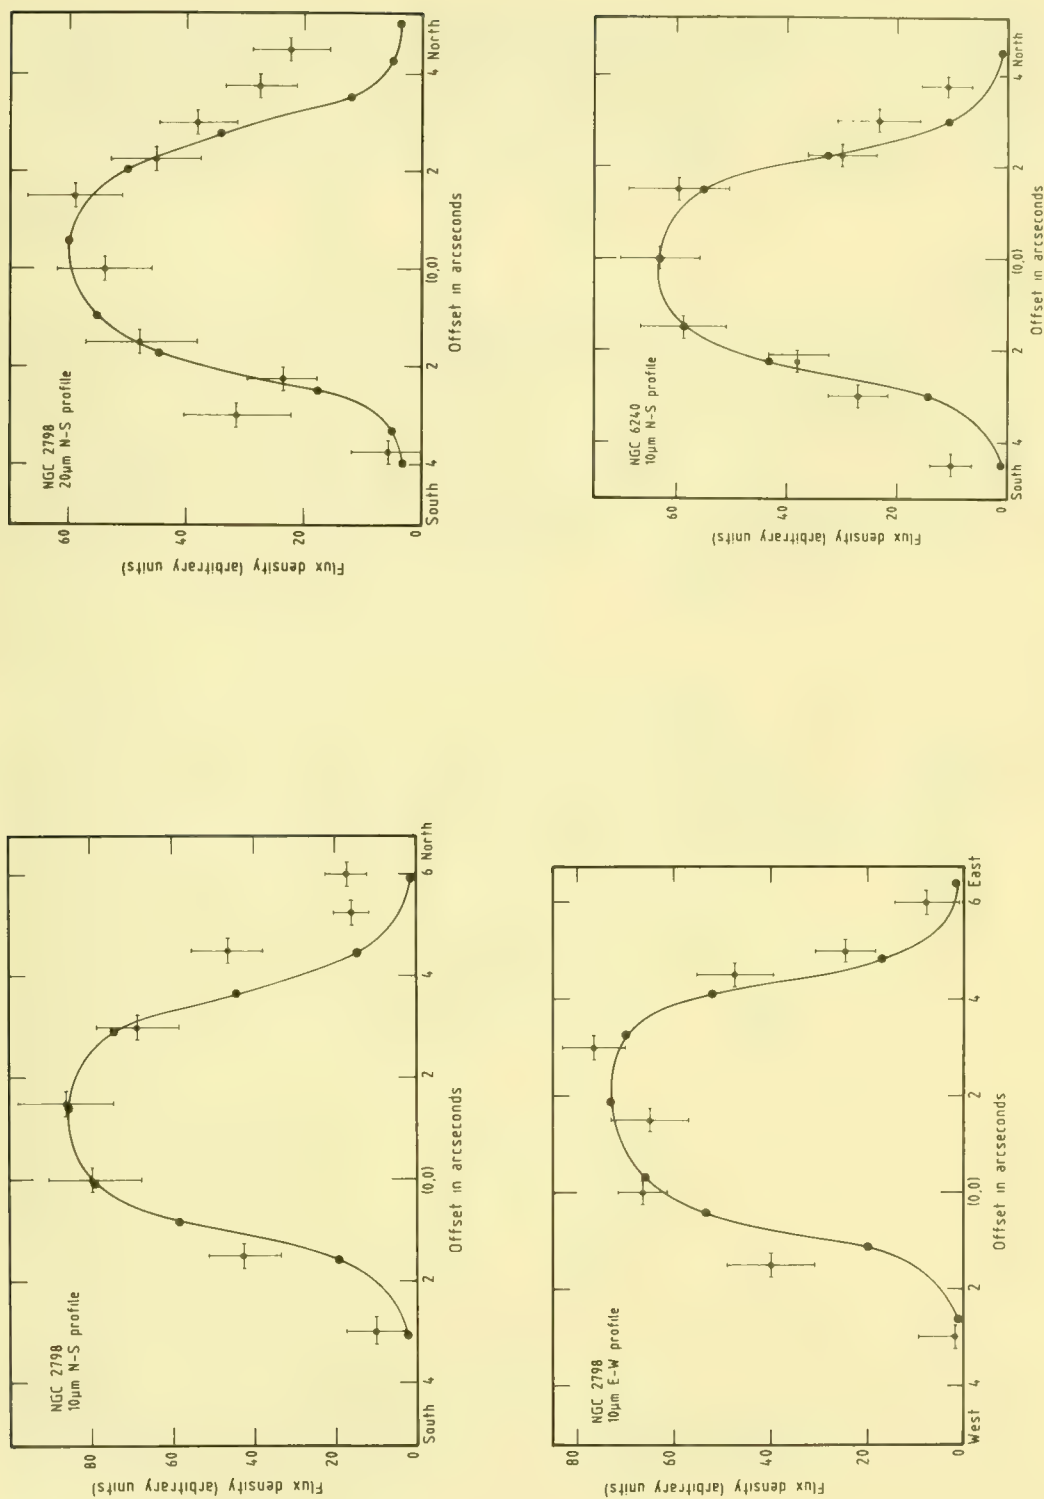 NGC 2798
10μm N-S profile
80
60
40
20
0
Flux density (arbitrary units)
South
4
2
(0,0)
2
4
6
North
Offset in arcseconds
NGC 2798
20μm N-S profile
60
40
20
0
Flux density (arbitrary units)
South
4
2
(0,0)
2
4
North
Offset in arcseconds
NGC 2798
10μm E-W profile
80
60
40
20
0
Flux density (arbitrary units)
West
4
2
(0,0)
2
4
6
East
Offset in arcseconds
NGC 6240
10μm N-S profile
60
40
20
0
Flux density (arbitrary units)
South
4
2
(0,0)
2
4
North
Offset in arcseconds